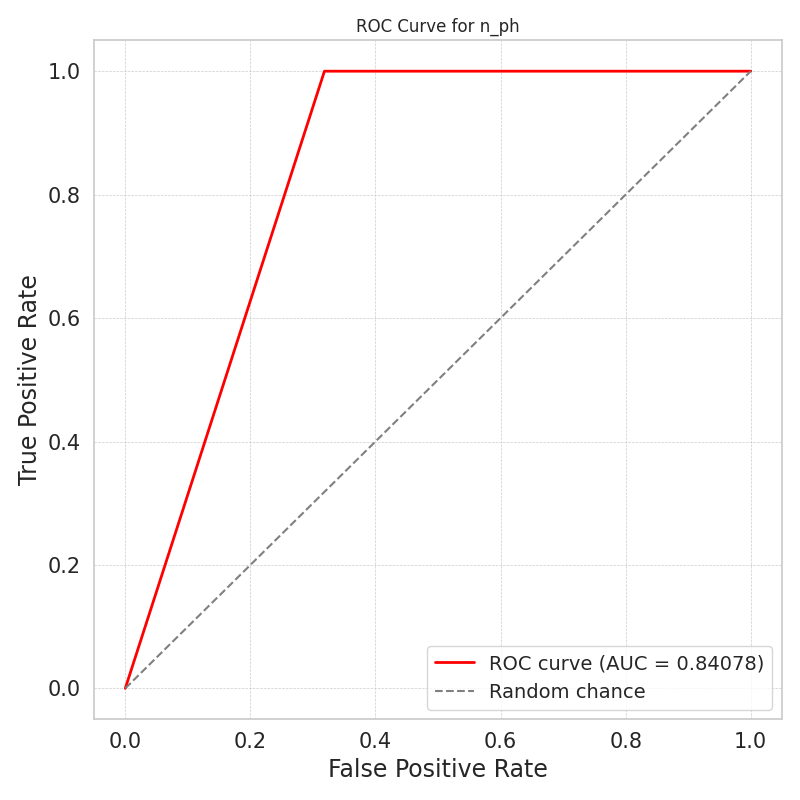 ROC Curve for n_ph
1.0
0.8
0.6
0.4
0.2
0.0
True Positive Rate
ROC curve (AUC = 0.84078)
Random chance
0.0 0.2 0.4 0.6 0.8 1.0
False Positive Rate